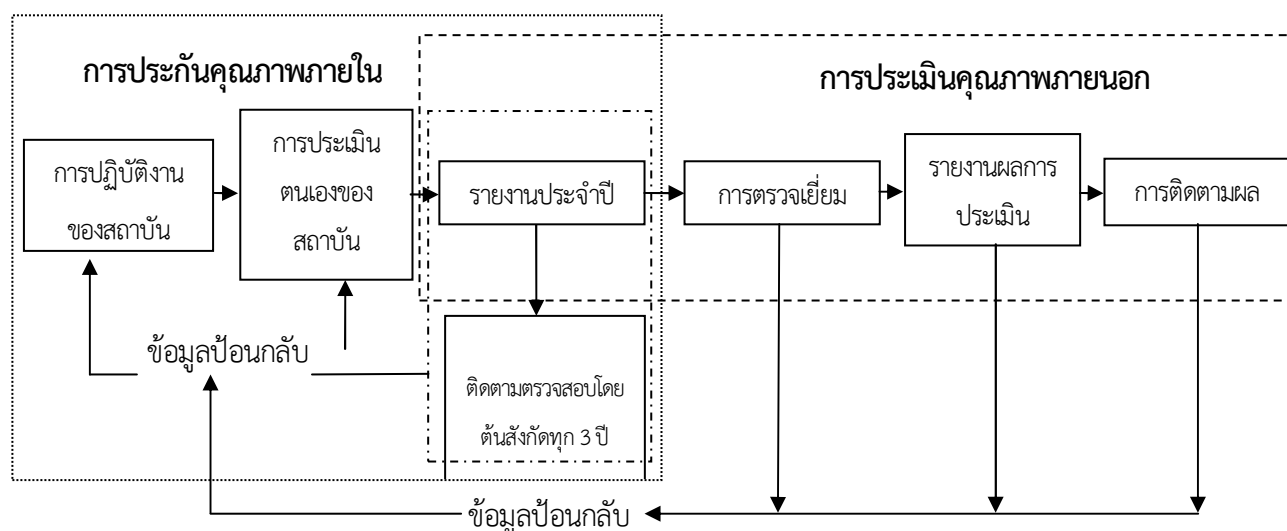 การประกันคุณภาพภายใน
การประเมินคุณภาพภายนอก
การปฏิบัติงาน
ของสถาบัน
การประเมิน
ตนเองของ
สถาบัน
รายงานประจำปี
การตรวจเยี่ยม
รายงานผลการ
ประเมิน
การติดตามผล
ข้อมูลป้อนกลับ
ติดตามตรวจสอบโดย
ต้นสังกัดทุก 3 ปี
ข้อมูลป้อนกลับ